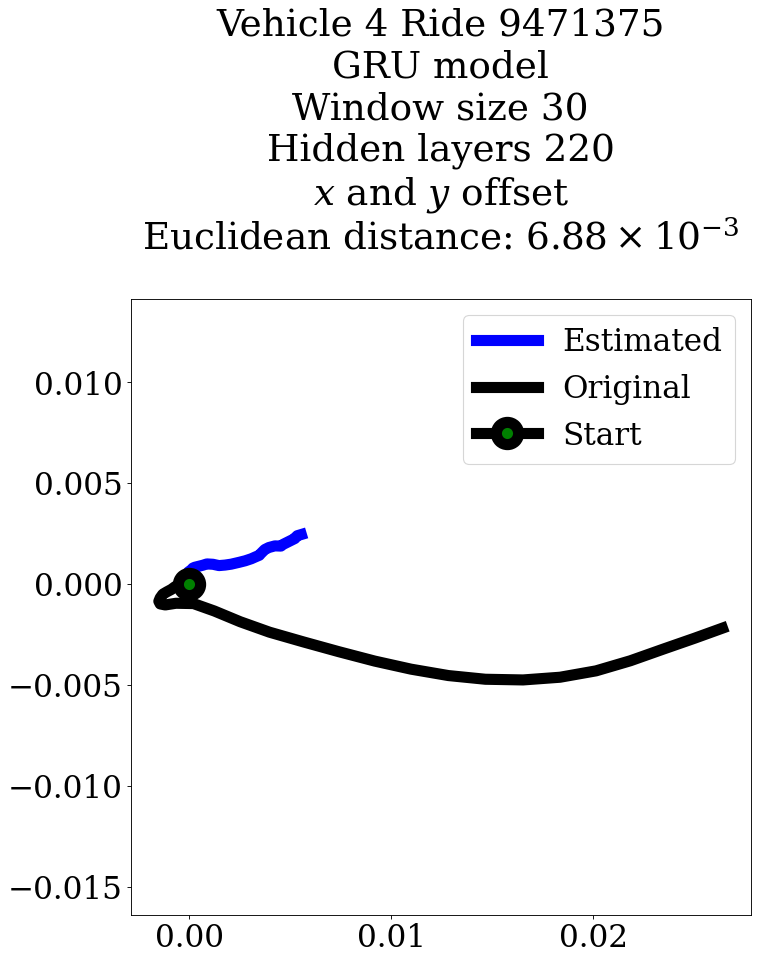 Vehicle 4 Ride 9471375
GRU model
Window size 30
Hidden layers 220
x and y offset
Euclidean distance: 6.88 × 10⁻³
Estimated
Original
Start
0.010
0.005
0.000
−0.005
−0.010
−0.015
0.00 0.01 0.02